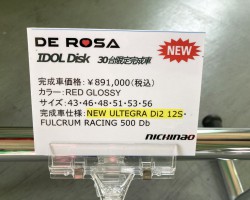 DE ROSA
NEW
IDOL Disk 30台限定完成車
完成車価格：￥891,000(税込)
カラー：RED GLOSSY
サイズ：43・46・48・51・53・56
完成車仕様：NEW ULTEGRA Di2 12S・
FULCRUM RACING 500 Db
nichinao